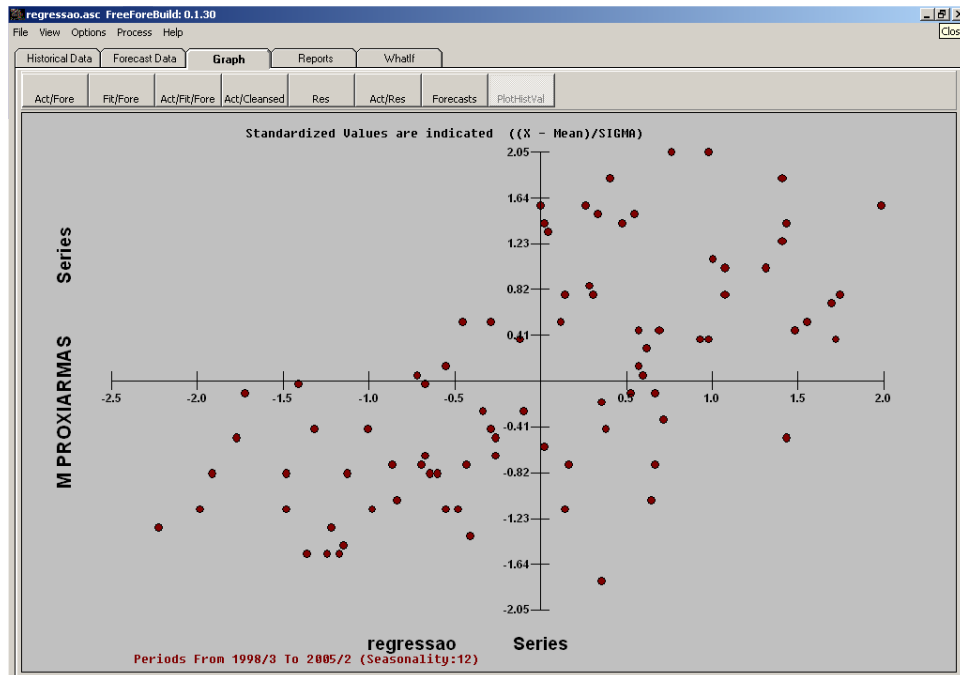 regressao.asc FreeForeBuild: 0.1.30
File View Options Process Help
Clos
Historical Data Forecast Data Graph Reports WhatIf
Act/Fore Fit/Fore Act/Fit/Fore Act/Cleansed Res Act/Res Forecasts PlotHistVal
Standardized Values are indicated ((X - Mean)/SIGMA)
2.05
1.64
1.23
0.82
0.41
-2.5 -2.0 -1.5 -1.0 -0.5 0.5 1.0 1.5 2.0
-0.41
-0.82
-1.23
-1.64
-2.05
M PROXIARMAS Series
regressao Series
Periods From 1998/3 To 2005/2 (Seasonality:12)